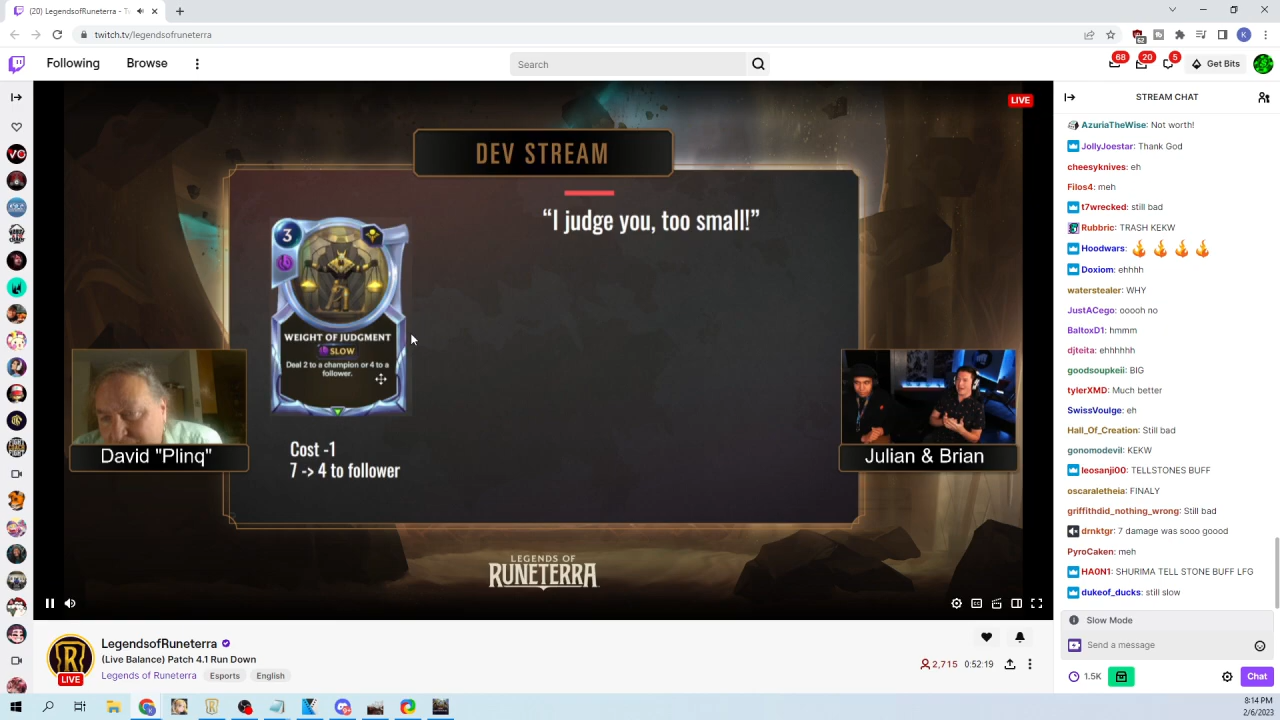 (20) LegendsofRuneterra - T
twitch.tv/legendsofruneterra
62
K
Following
Browse
Search
68
20
5
Get Bits
LIVE
DEV STREAM
“I judge you, too small!”
3
WEIGHT OF JUDGMENT
SLOW
Deal 2 to a champion or 4 to a
follower.
Cost -1
7 -> 4 to follower
David "Plinq"
Julian & Brian
LEGENDS OF
RUNETERRA
STREAM CHAT
AzuriaTheWise: Not worth!
JollyJoestar: Thank God
cheesyknives: eh
Filos4: meh
t7wrecked: still bad
Rubbric: TRASH KEKW
Hoodwars:
Doxiom: ehhhh
waterstealer: WHY
JustACego: ooooh no
BaltoxD1: hmmm
djteita: ehhhhhh
goodsoupkeii: BIG
tylerXMD: Much better
SwissVoulge: eh
Hall_Of_Creation: Still bad
gonomodevil: KEKW
leosanji00: TELLSTONES BUFF
oscaraletheia: FINALY
griffithdid_nothing_wrong: Still bad
drnktgr: 7 damage was sooo goood
PyroCaken: meh
HA0N1: SHURIMA TELL STONE BUFF LFG
dukeof_ducks: still slow
Slow Mode
Send a message
1.5K
Chat
LegendsofRuneterra
(Live Balance) Patch 4.1 Run Down
Legends of Runeterra
Esports
English
LIVE
2,715
0:52:19
8:14 PM
2/6/2023